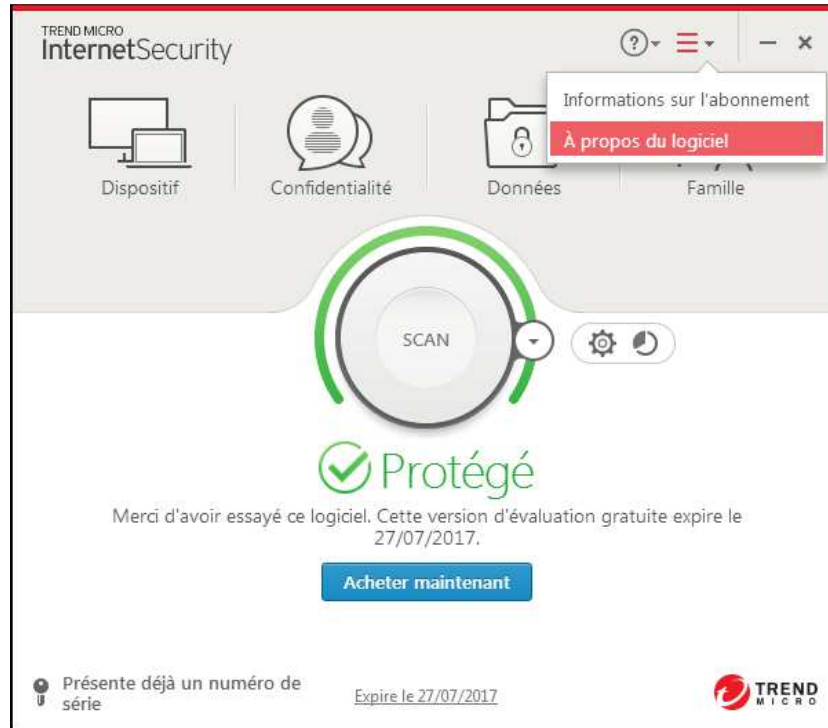 TREND MICRO
InternetSecurity
?
Informations sur l'abonnement
À propos du logiciel
Dispositif
Confidentialité
Données
Famille
SCAN
Protégé
Merci d'avoir essayé ce logiciel. Cette version d'évaluation gratuite expire le
27/07/2017.
Acheter maintenant
Présente déjà un numéro de
série
Expire le 27/07/2017
TREND
MICRO